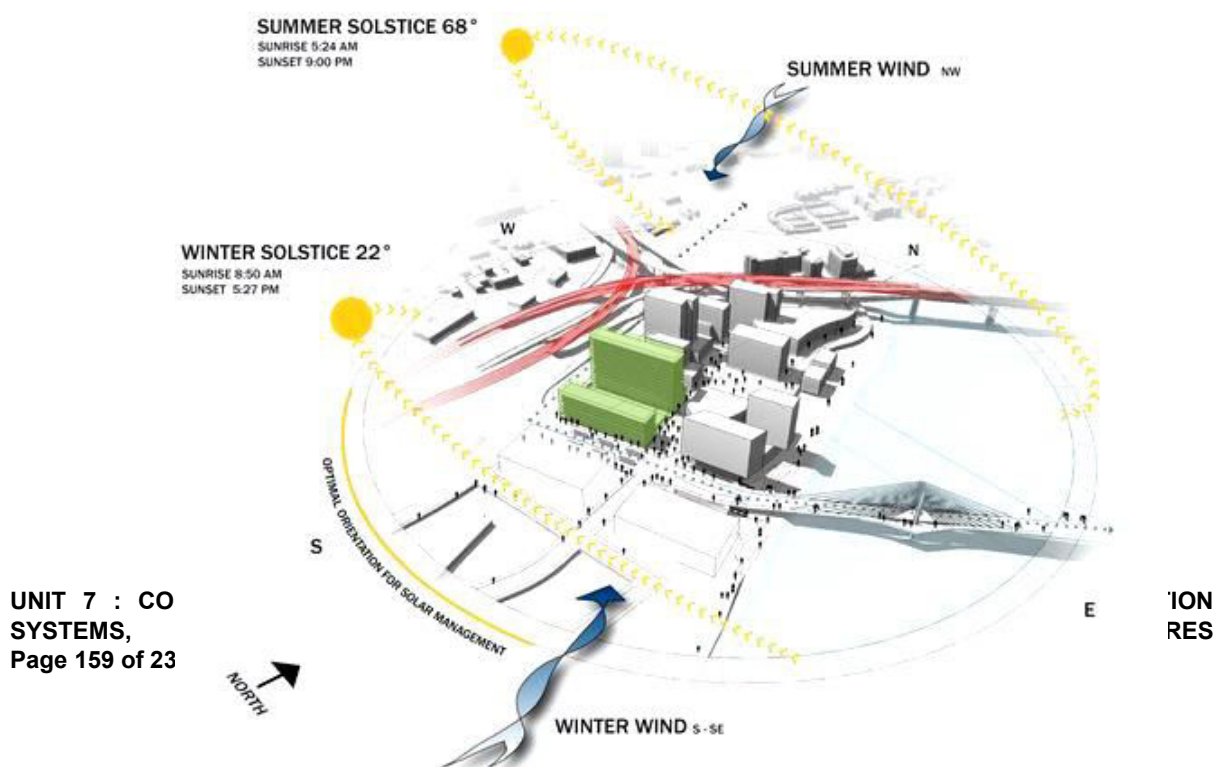 SUMMER SOLSTICE 68°
SUNRISE 5:24 AM
SUNSET 9:00 PM
SUMMER WIND NW
W
N
WINTER SOLSTICE 22°
SUNRISE 8:50 AM
SUNSET 5:27 PM
OPTIMAL ORIENTATION FOR SOLAR MANAGEMENT
S
E
UNIT 7 : CO
SYSTEMS,
Page 159 of 23
NORTH
WINTER WIND S - SE